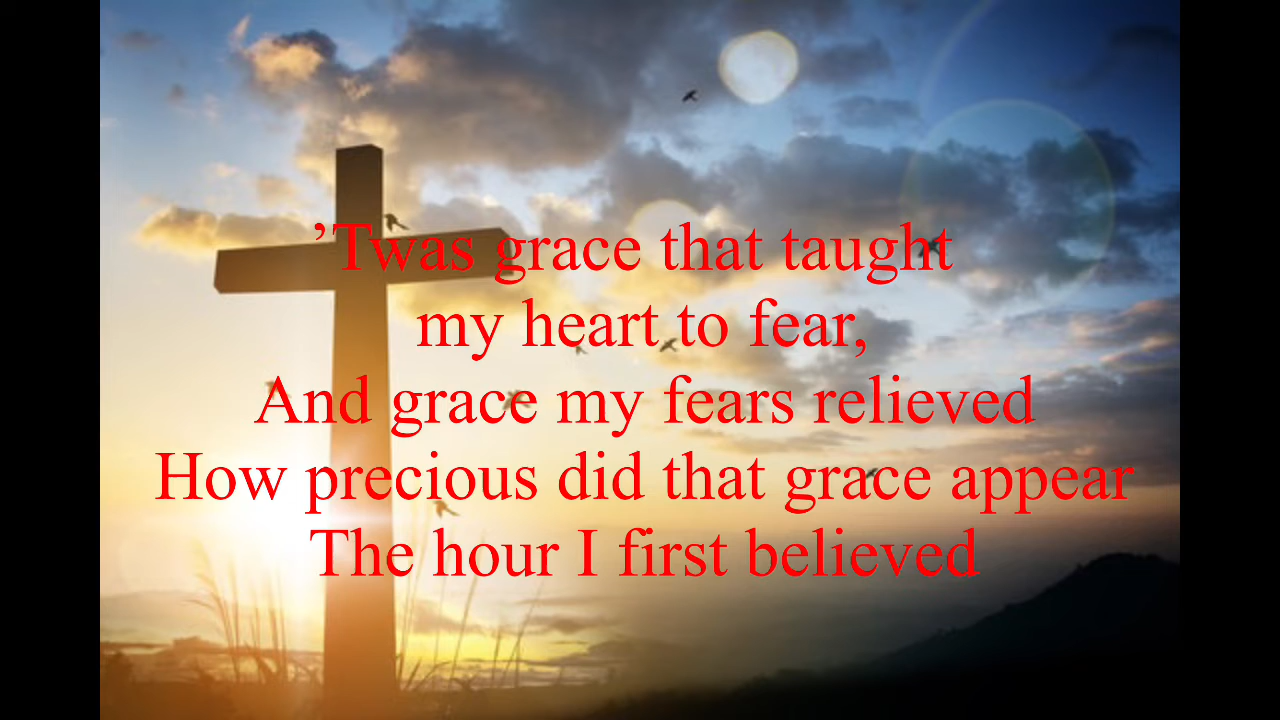 ’Twas grace that taught
my heart to fear,
And grace my fears relieved
How precious did that grace appear
The hour I first believed